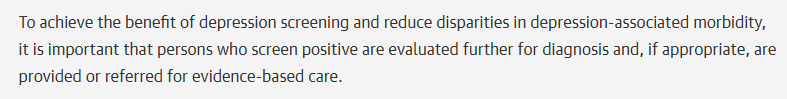 To achieve the benefit of depression screening and reduce disparities in depression-associated morbidity,
it is important that persons who screen positive are evaluated further for diagnosis and, if appropriate, are
provided or referred for evidence-based care.